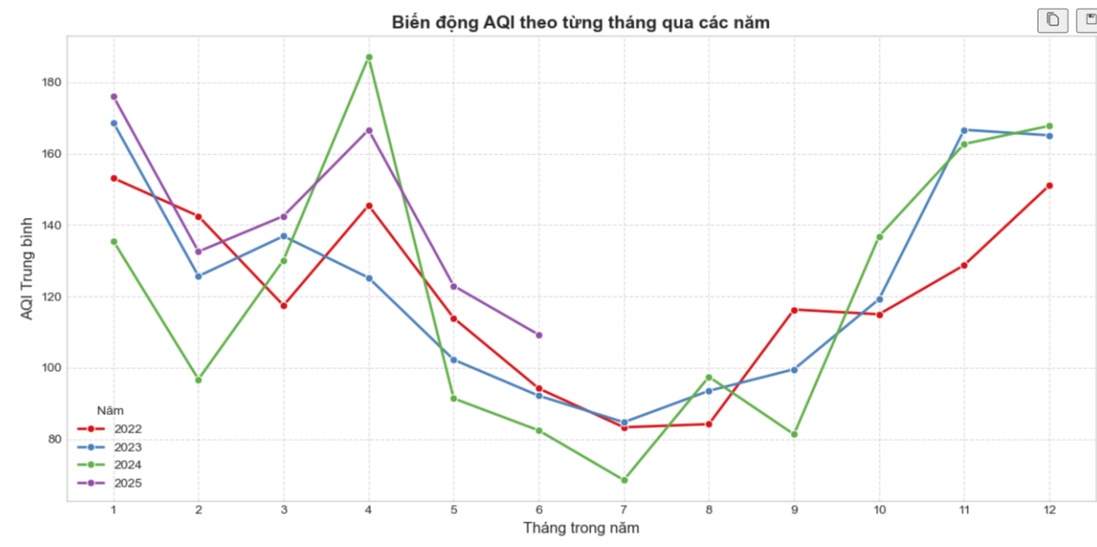 Biến động AQI theo từng tháng qua các năm
180
160
140
120
100
80
AQI Trung bình
Năm
2022
2023
2024
2025
1 2 3 4 5 6 7 8 9 10 11 12
Tháng trong năm